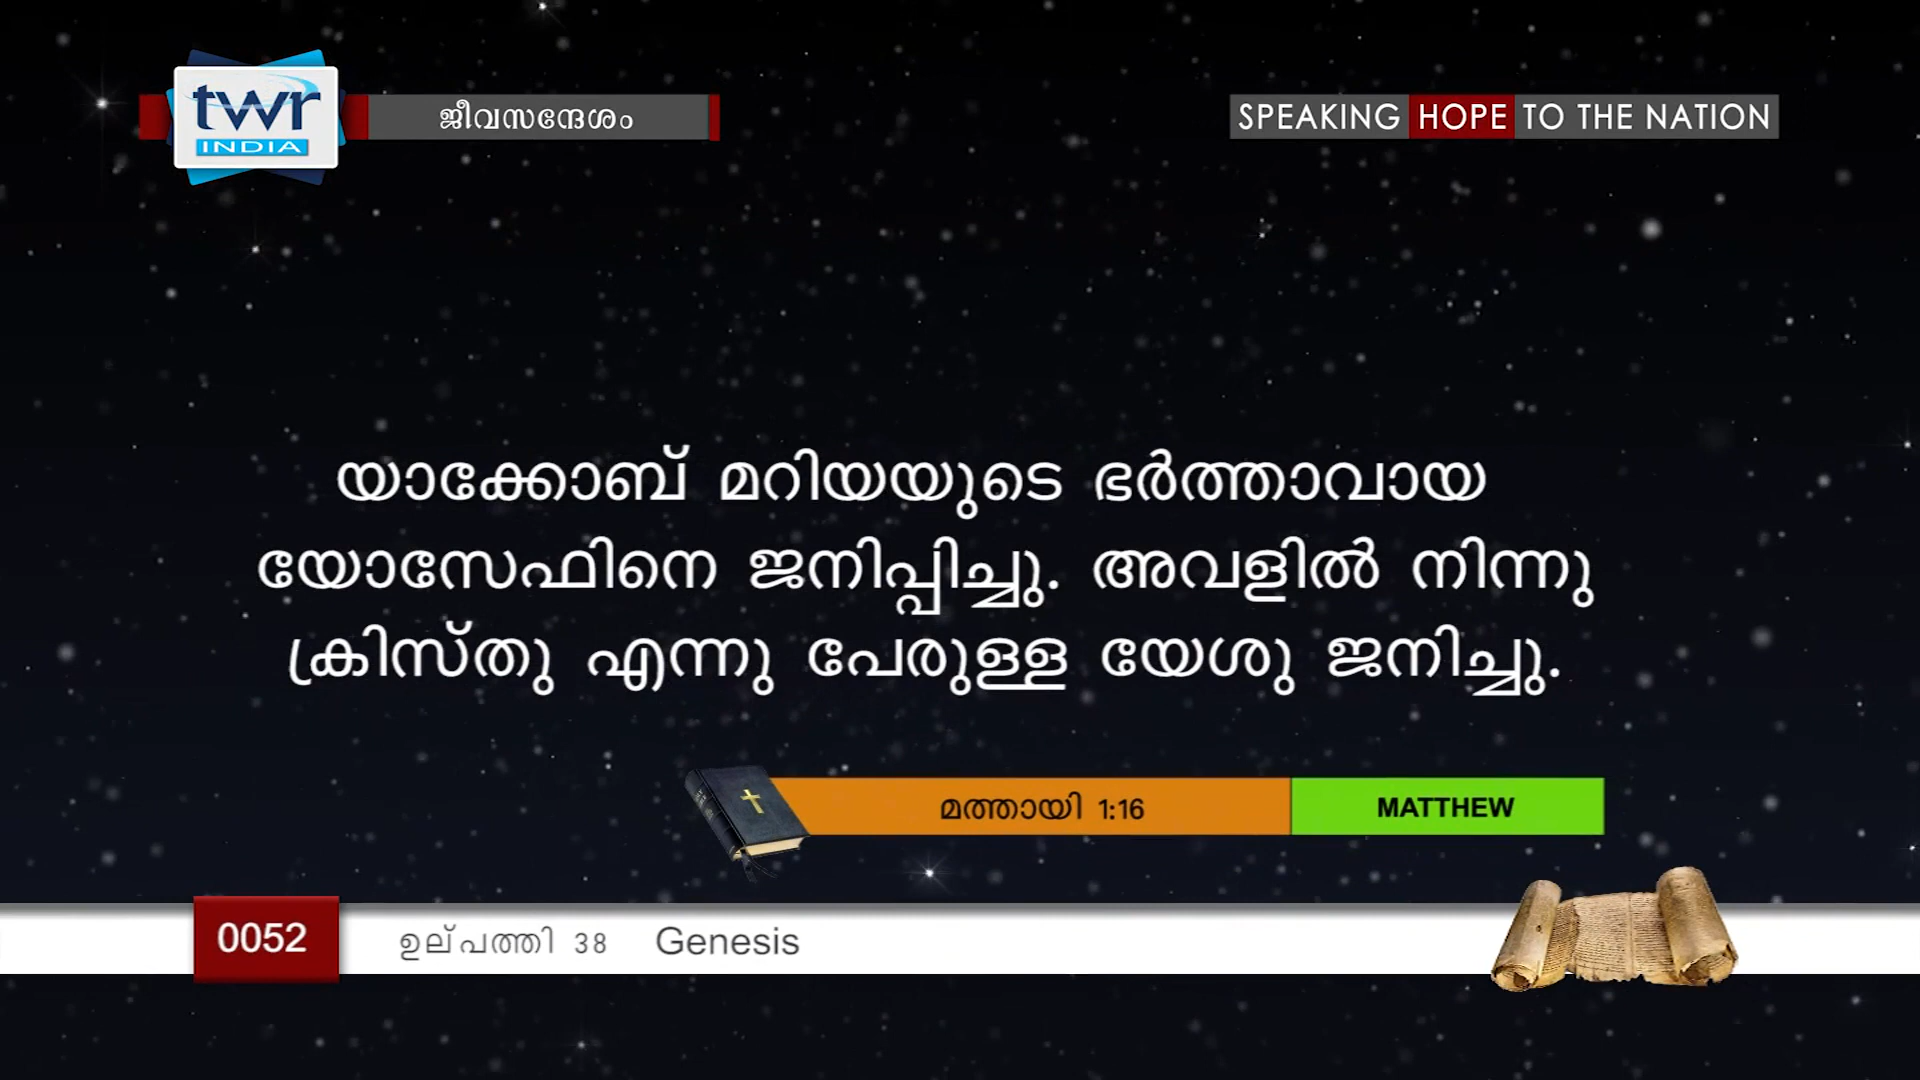 twr
INDIA
ജീവസന്ദേശം
SPEAKING HOPE TO THE NATION
യാക്കോബ് മറിയയുടെ ഭർത്താവായ
യോസേഫിനെ ജനിപ്പിച്ചു. അവളിൽ നിന്നു
ക്രിസ്തു എന്നു പേരുള്ള യേശു ജനിച്ചു.
മത്തായി 1:16 MATTHEW
0052 ഉല്പത്തി 38 Genesis